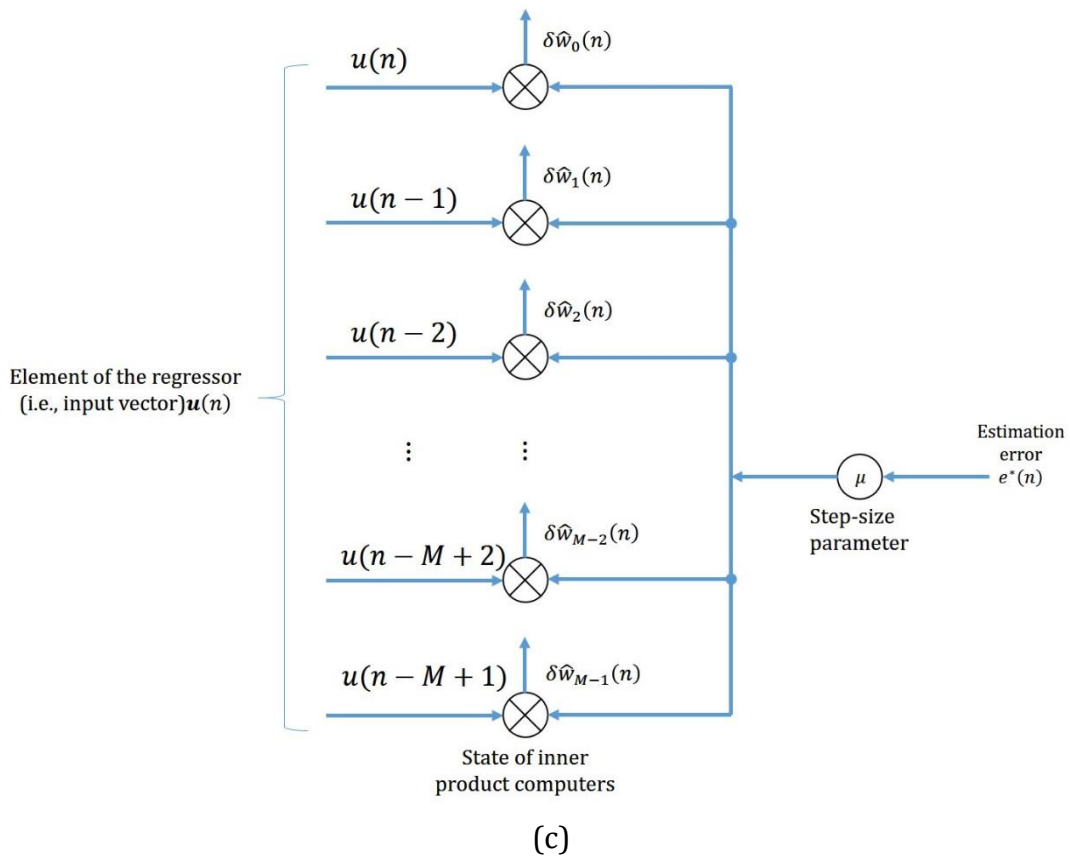 δŵ₀(n)
u(n)
δŵ₁(n)
u(n − 1)
δŵ₂(n)
u(n − 2)
Element of the regressor
(i.e., input vector)𝒖(n)
⋮ ⋮
Estimation
error
e*(n)
μ
Step-size
parameter
δŵ_{M−2}(n)
u(n − M + 2)
δŵ_{M−1}(n)
u(n − M + 1)
State of inner
product computers
(c)